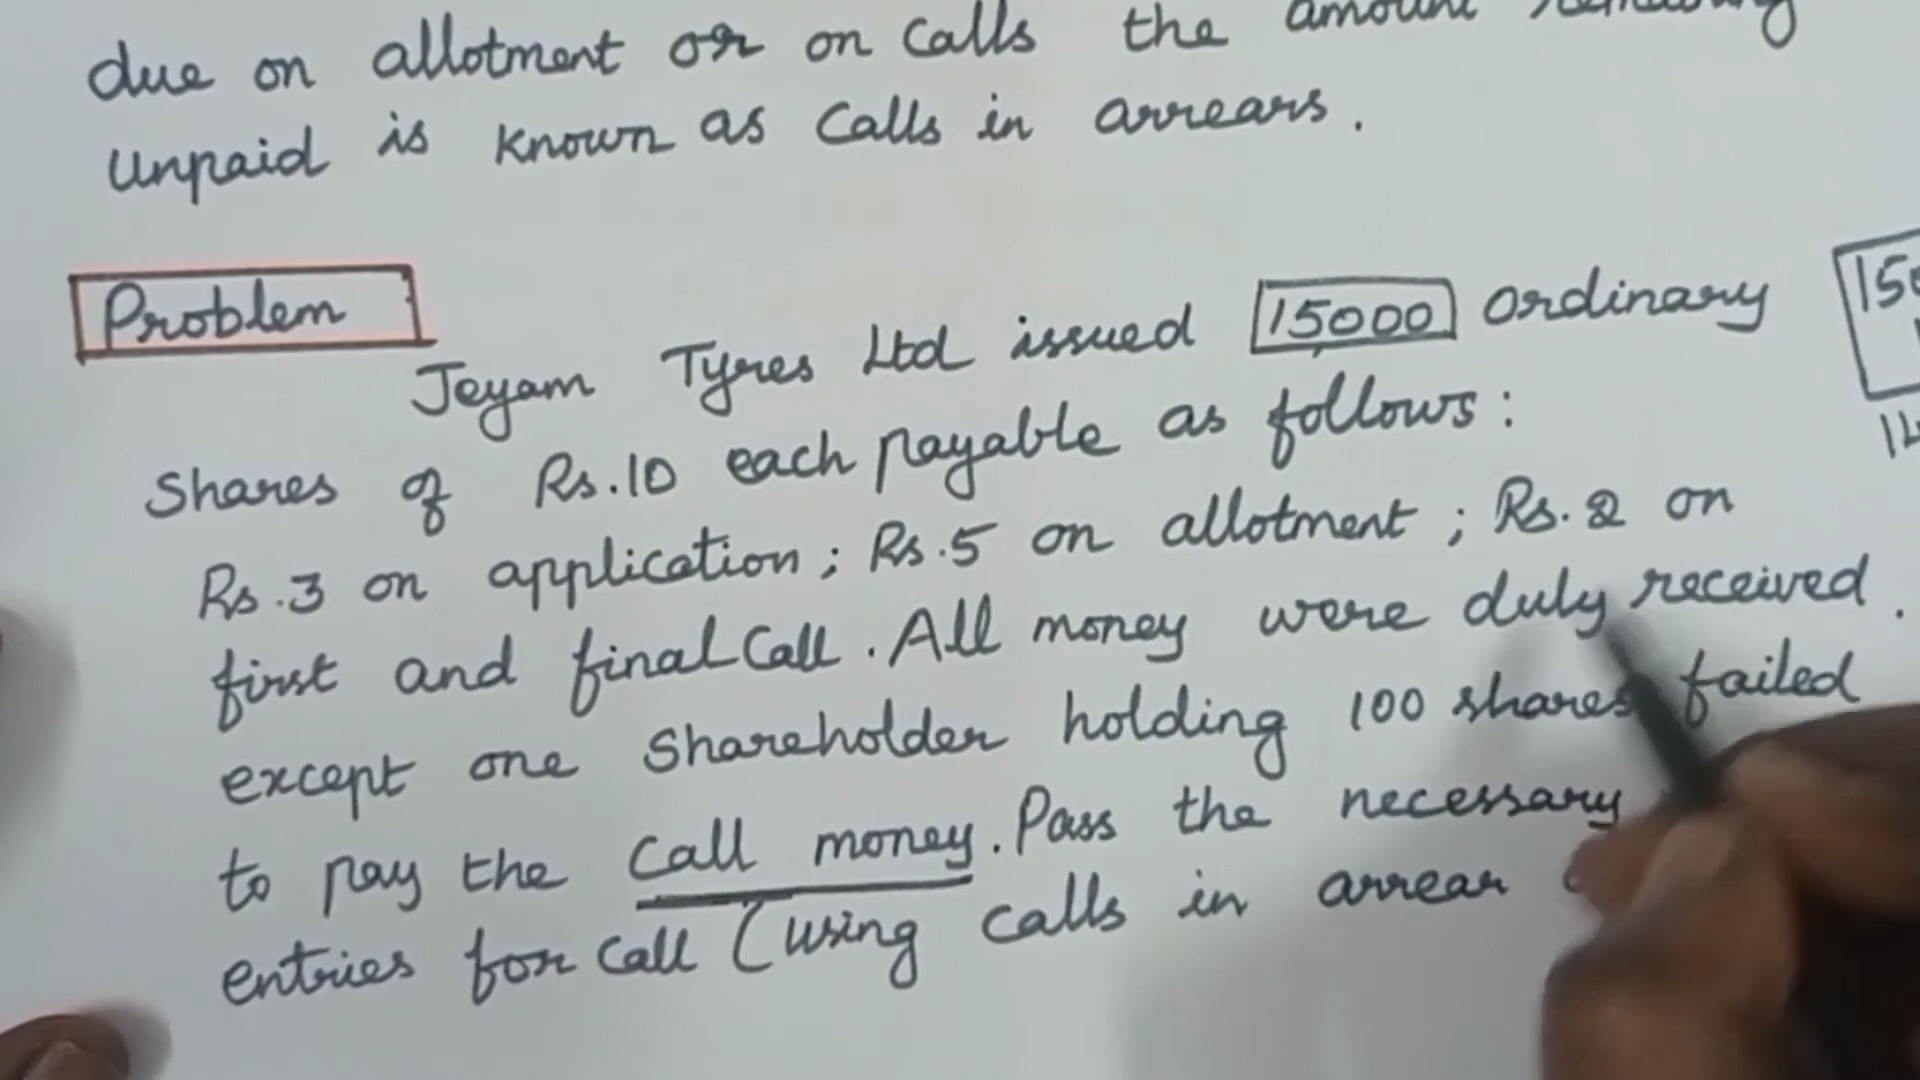 due on allotment or on calls the amount remaining
unpaid is known as calls in arrears.
Problem
Jeyam Tyres Ltd issued 15000 ordinary
shares of Rs.10 each payable as follows:
Rs.3 on application; Rs.5 on allotment; Rs.2 on
first and final call. All money were duly received.
except one shareholder holding 100 shares failed
to pay the call money. Pass the necessary
entries for call (using calls in arrear